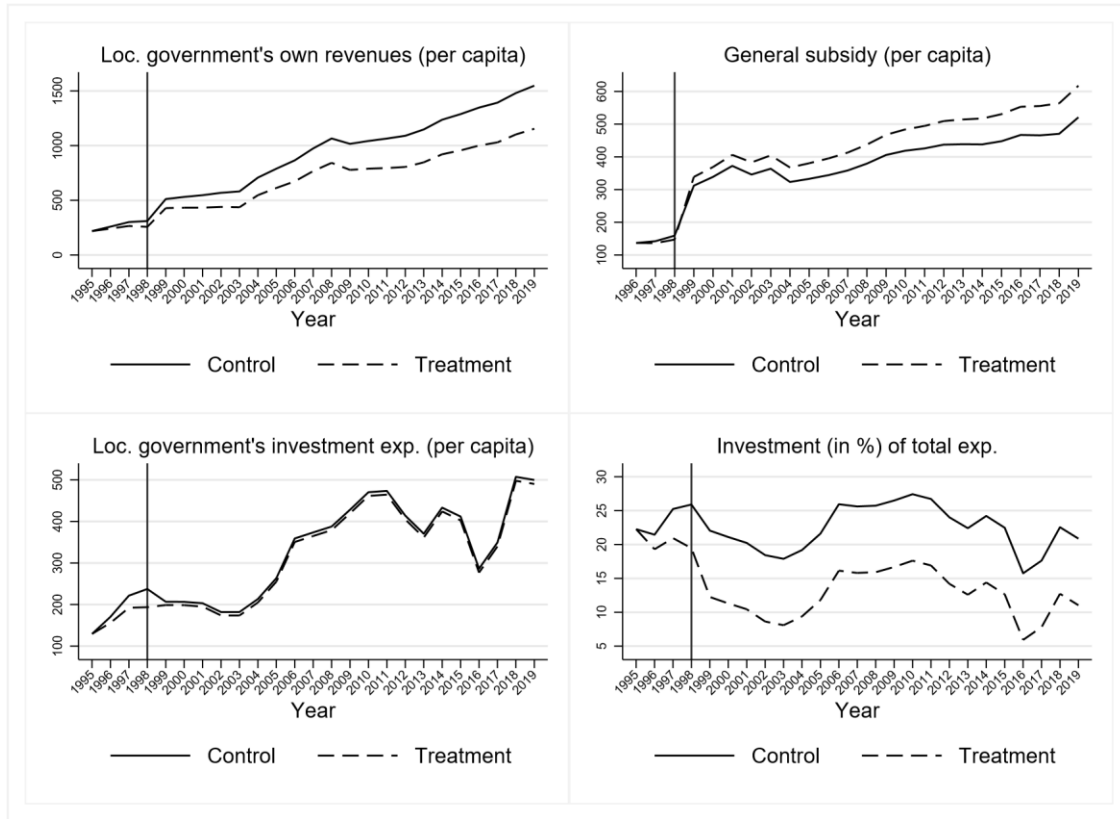 Loc. government's own revenues (per capita)
1500
1000
500
0
1995 1996 1997 1998 1999 2000 2001 2002 2003 2004 2005 2006 2007 2008 2009 2010 2011 2012 2013 2014 2015 2016 2017 2018 2019
Year
Control Treatment
General subsidy (per capita)
600
500
400
300
200
100
1996 1997 1998 1999 2000 2001 2002 2003 2004 2005 2006 2007 2008 2009 2010 2011 2012 2013 2014 2015 2016 2017 2018 2019
Year
Control Treatment
Loc. government's investment exp. (per capita)
500
400
300
200
100
1995 1996 1997 1998 1999 2000 2001 2002 2003 2004 2005 2006 2007 2008 2009 2010 2011 2012 2013 2014 2015 2016 2017 2018 2019
Year
Control Treatment
Investment (in %) of total exp.
30
25
20
15
10
5
1995 1996 1997 1998 1999 2000 2001 2002 2003 2004 2005 2006 2007 2008 2009 2010 2011 2012 2013 2014 2015 2016 2017 2018 2019
Year
Control Treatment